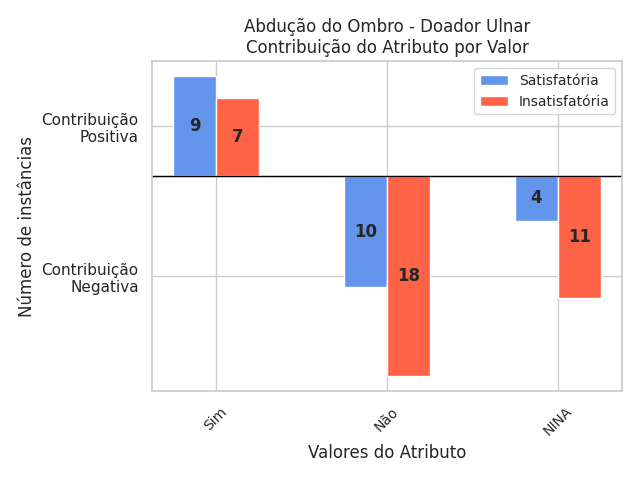 Abdução do Ombro - Doador Ulnar
Contribuição do Atributo por Valor
Satisfatória
Insatisfatória
Contribuição
Positiva
Contribuição
Negativa
Número de instâncias
9
7
10
18
4
11
Sim
Não
NINA
Valores do Atributo